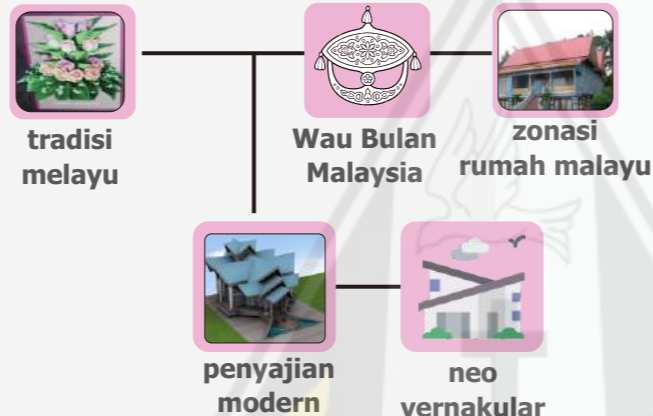 tradisi
melayu
Wau Bulan
Malaysia
zonasi
rumah malayu
penyajian
modern
neo
vernakular